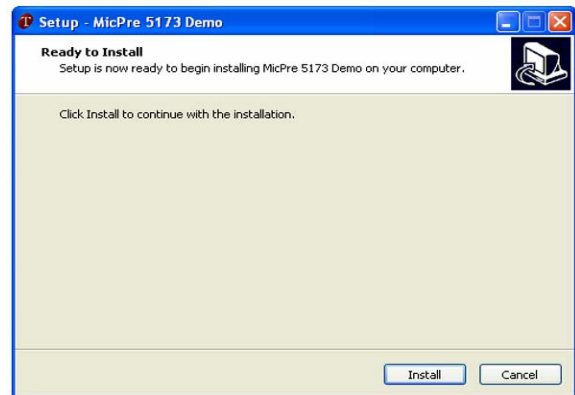 Setup - MicPre 5173 Demo
Ready to Install
Setup is now ready to begin installing MicPre 5173 Demo on your computer.
Click Install to continue with the installation.
Install Cancel